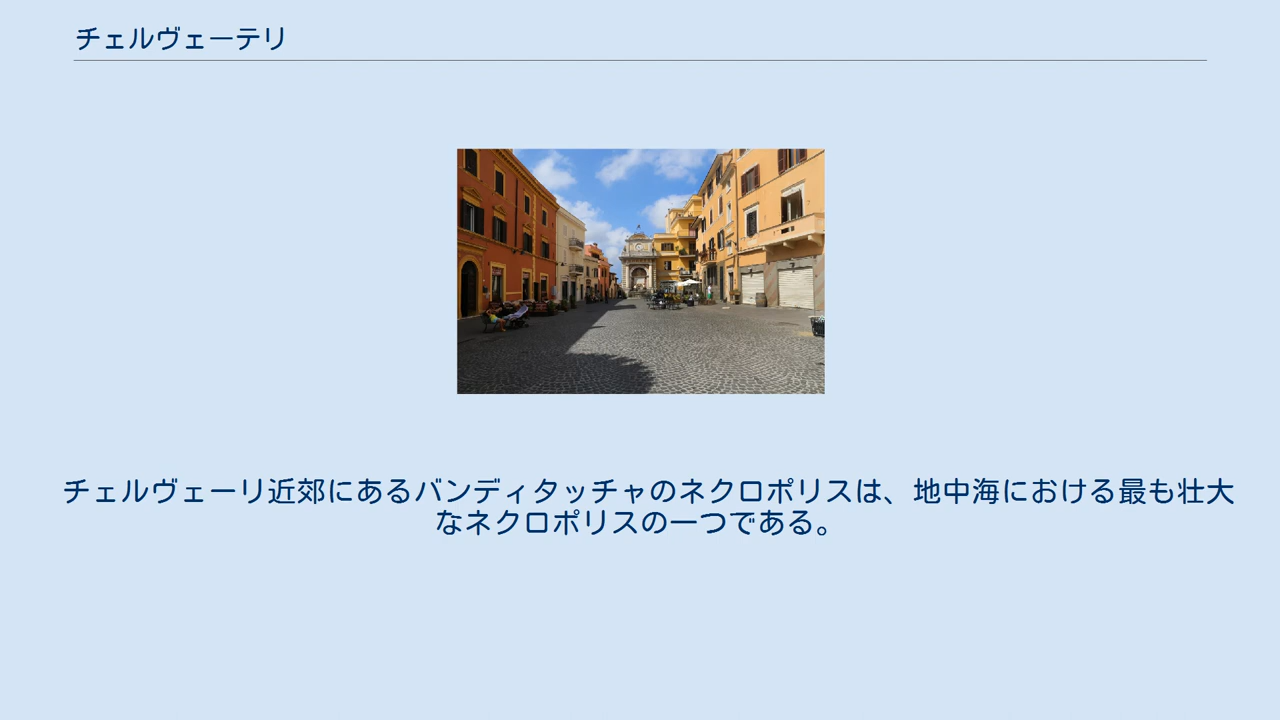 チェルヴェーテリ
チェルヴェーリ近郊にあるバンディタッチャのネクロポリスは、地中海における最も壮大
なネクロポリスの一つである。